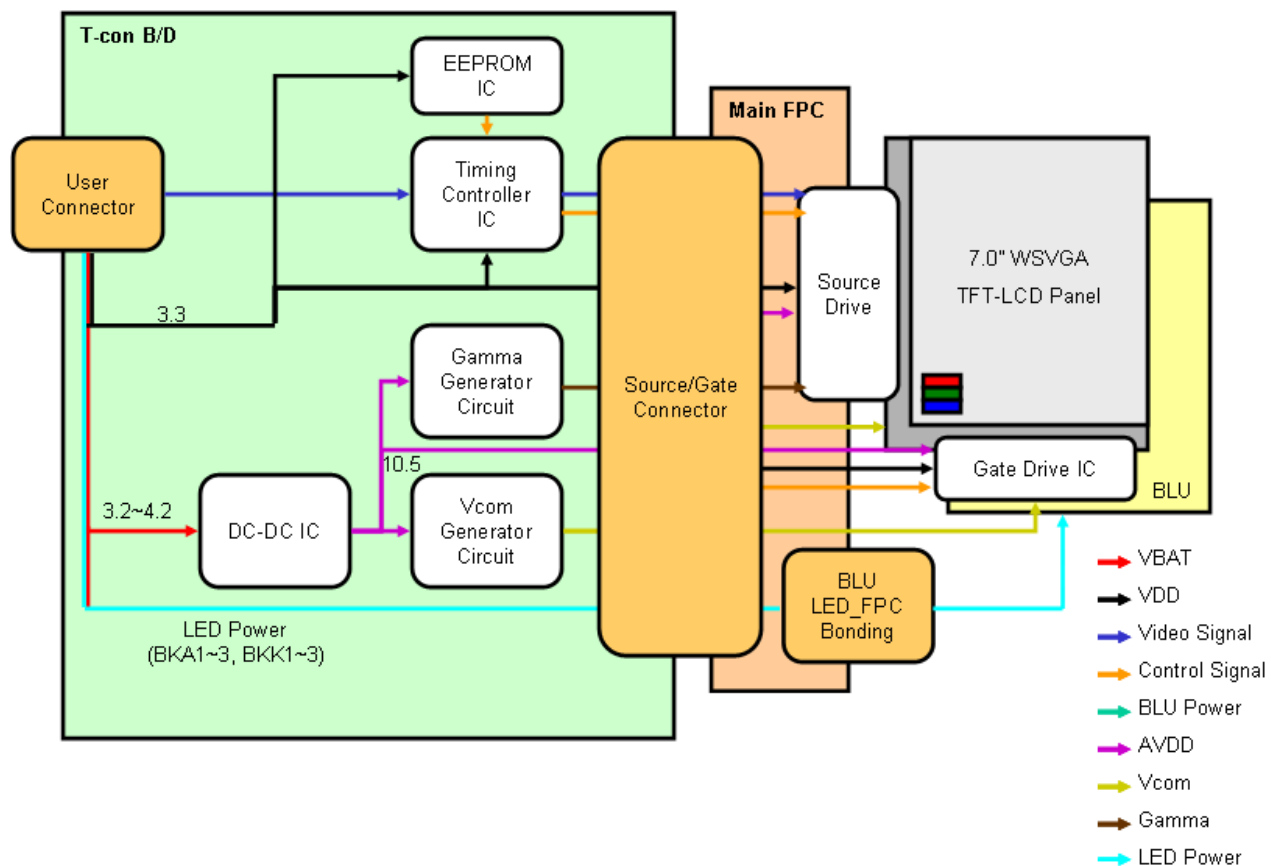 T-con B/D
EEPROM
IC
Main FPC
User
Connector
Timing
Controller
IC
7.0" WSVGA
TFT-LCD Panel
Source
Drive
3.3
Gamma
Generator
Circuit
Source/Gate
Connector
10.5
Gate Drive IC
BLU
3.2~4.2
DC-DC IC
Vcom
Generator
Circuit
BLU
LED_FPC
Bonding
LED Power
(BKA1~3, BKK1~3)
VBAT
VDD
Video Signal
Control Signal
BLU Power
AVDD
Vcom
Gamma
LED Power